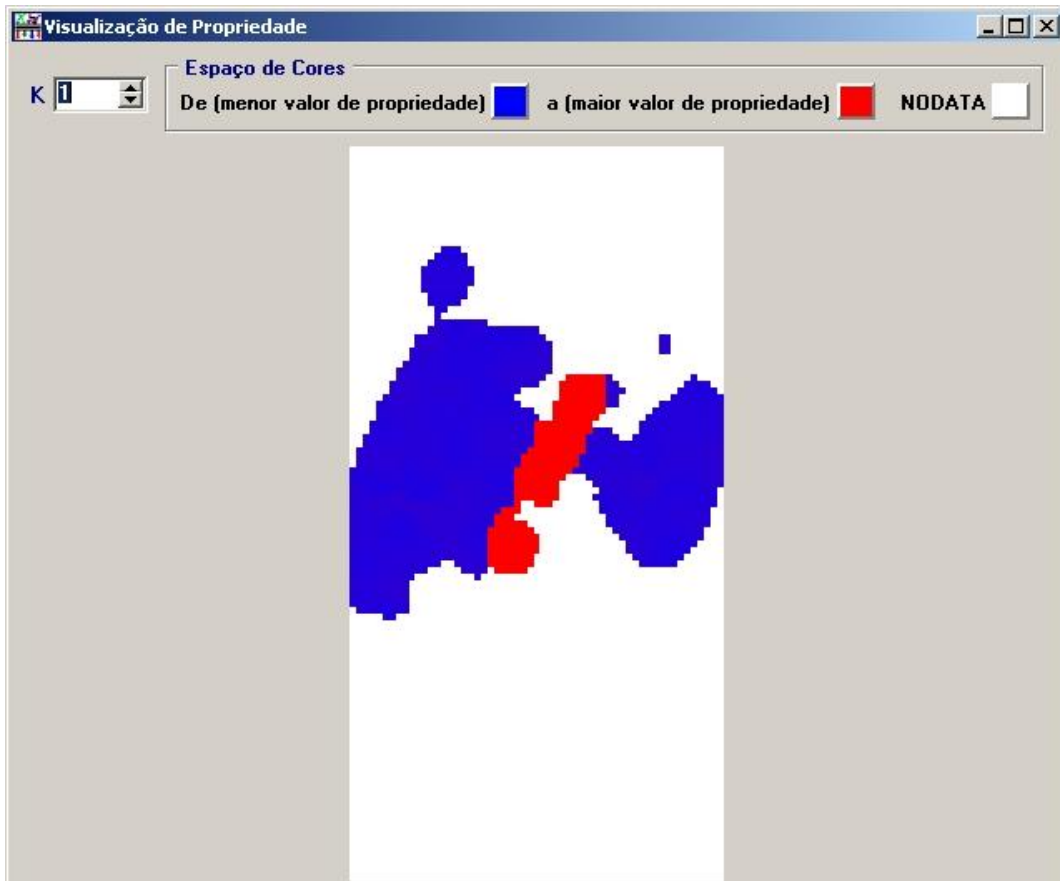 Visualização de Propriedade
Espaço de Cores
K 1
De (menor valor de propriedade) a (maior valor de propriedade) NODATA